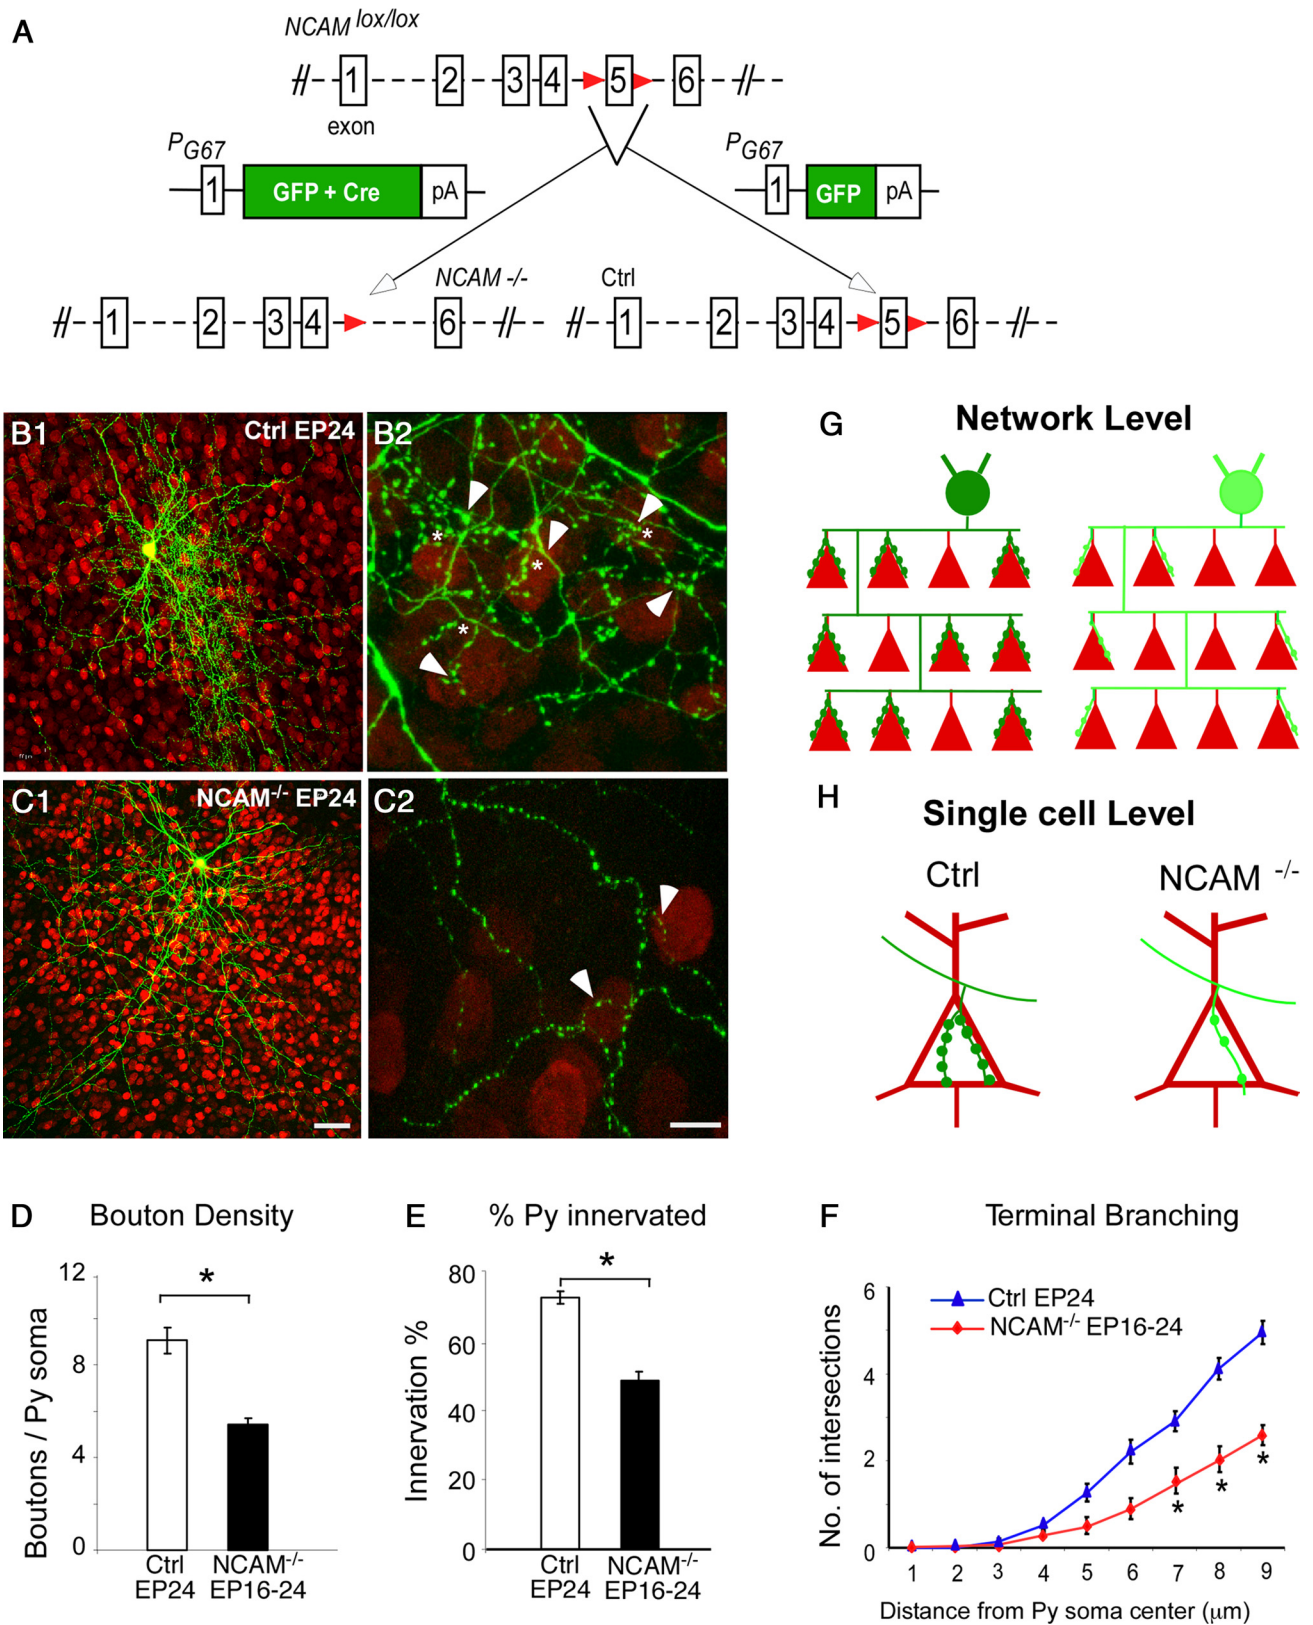 A
NCAM lox/lox
1 2 3 4 5 6
exon
PG67
1 GFP + Cre pA
PG67
1 GFP pA
NCAM -/-
1 2 3 4 6
Ctrl
1 2 3 4 5 6
B1 Ctrl EP24
B2
* * * *
C1 NCAM-/- EP24
C2
G Network Level
H Single cell Level
Ctrl NCAM -/-
D Bouton Density
Boutons / Py soma
12
8
4
0
*
Ctrl EP24
NCAM-/- EP16-24
E % Py innervated
Innervation %
80
60
40
20
0
*
Ctrl EP24
NCAM-/- EP16-24
F Terminal Branching
No. of intersections
6
4
2
0
Ctrl EP24
NCAM-/- EP16-24
* * *
1 2 3 4 5 6 7 8 9
Distance from Py soma center (μm)